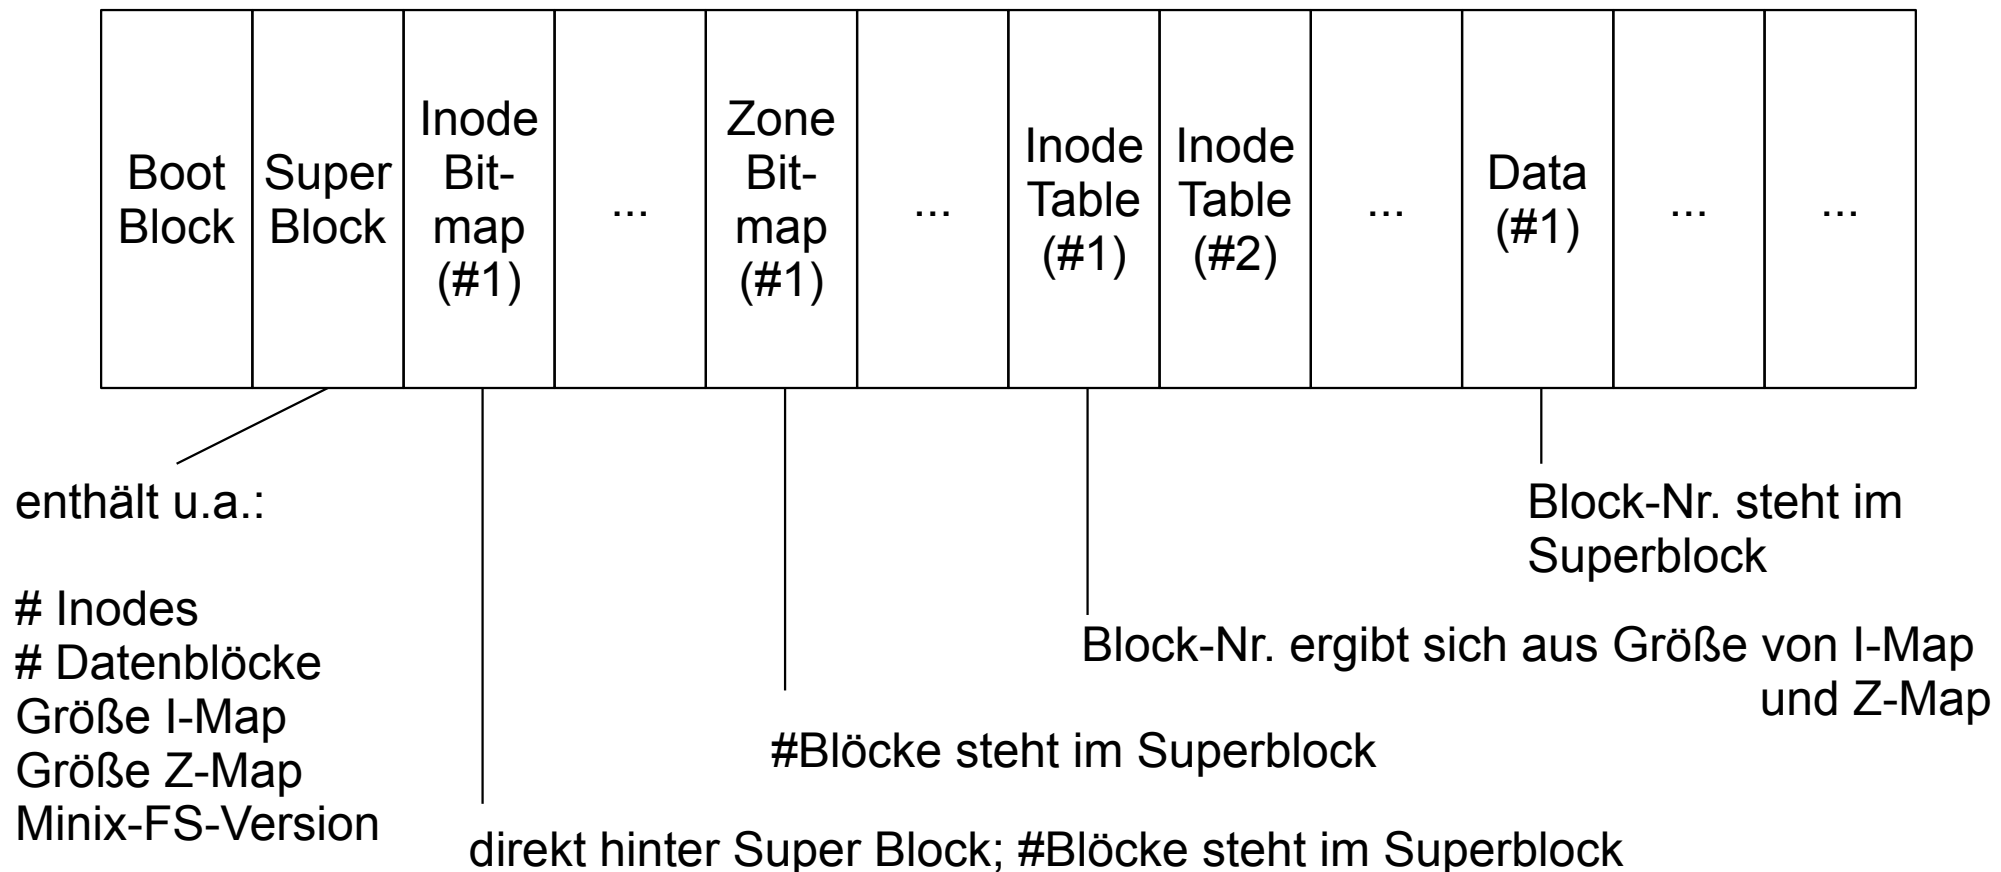 Boot
Block
Super
Block
Inode
Bit-
map
(#1)
...
Zone
Bit-
map
(#1)
...
Inode
Table
(#1)
Inode
Table
(#2)
...
Data
(#1)
...
...
enthält u.a.:
# Inodes
# Datenblöcke
Größe I-Map
Größe Z-Map
Minix-FS-Version
direkt hinter Super Block; #Blöcke steht im Superblock
#Blöcke steht im Superblock
Block-Nr. ergibt sich aus Größe von I-Map
und Z-Map
Block-Nr. steht im
Superblock